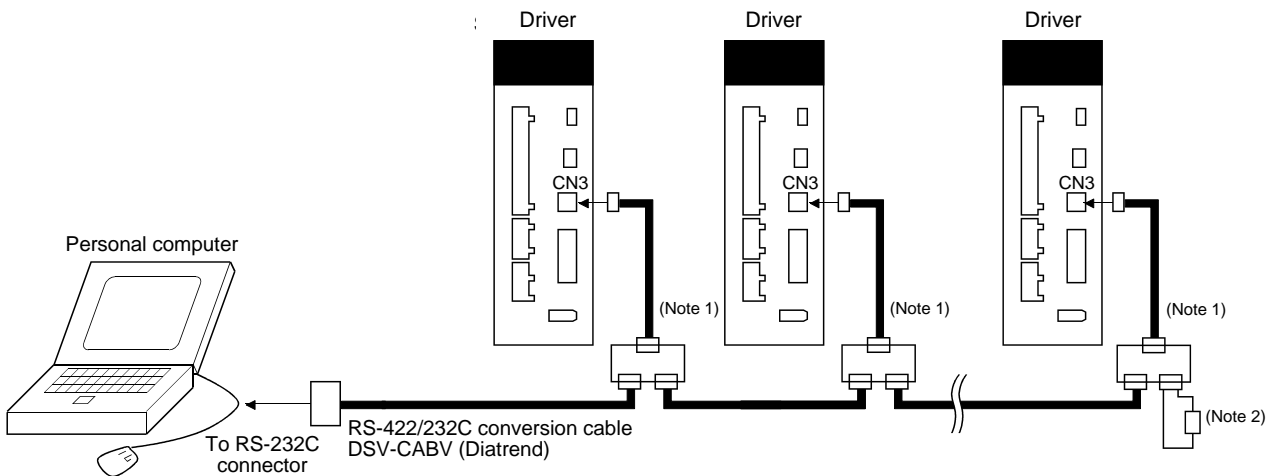 Driver
Driver
Driver
CN3
CN3
CN3
Personal computer
(Note 1)
(Note 1)
(Note 1)
(Note 2)
RS-422/232C conversion cable
DSV-CABV (Diatrend)
To RS-232C
connector